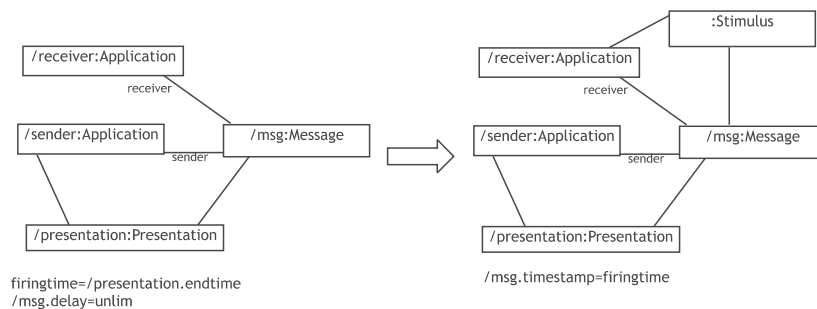 /receiver:Application
receiver
/sender:Application
/msg:Message
sender
/presentation:Presentation
firingtime=/presentation.endtime
/msg.delay=unlim
:Stimulus
/receiver:Application
receiver
/sender:Application
/msg:Message
sender
/presentation:Presentation
/msg.timestamp=firingtime